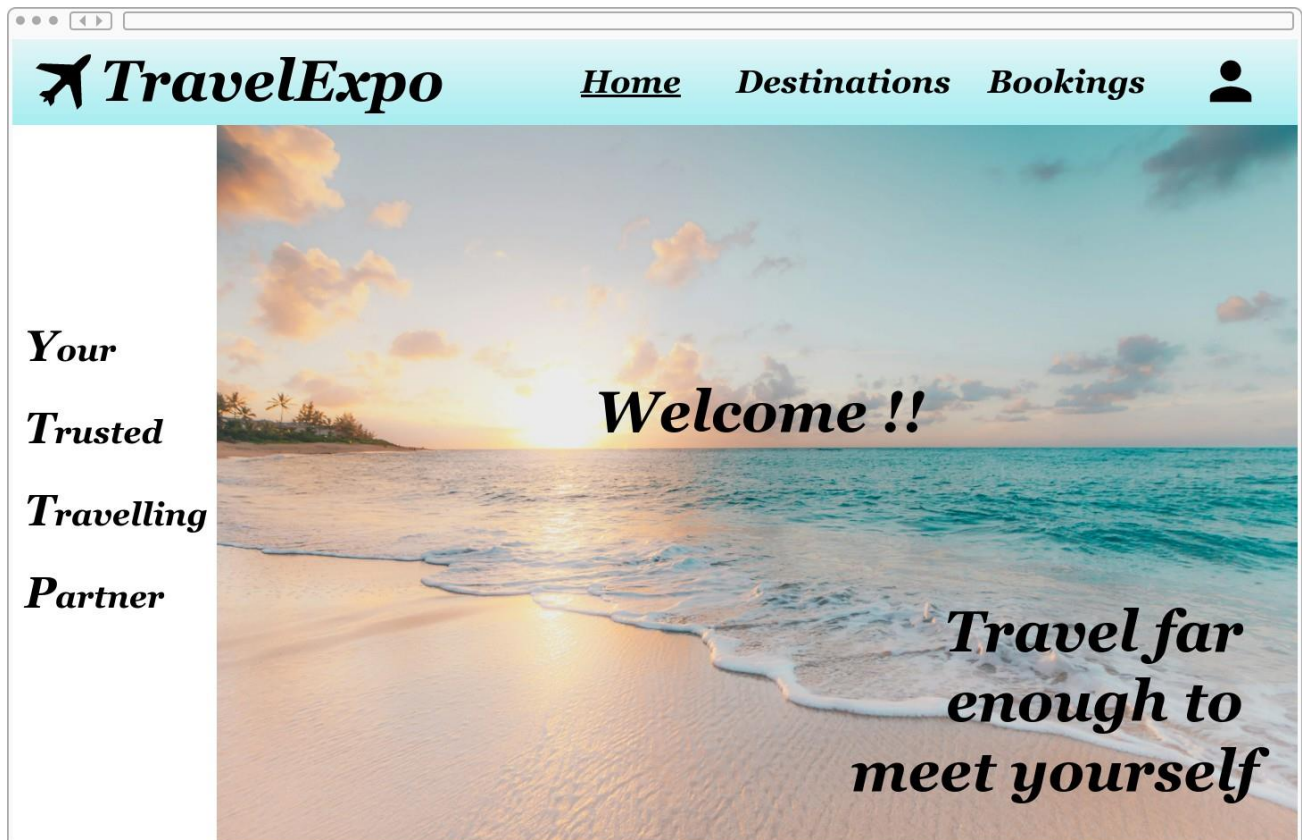 TravelExpo
Home Destinations Bookings
Your
Trusted
Travelling
Partner
Welcome !!
Travel far
enough to
meet yourself